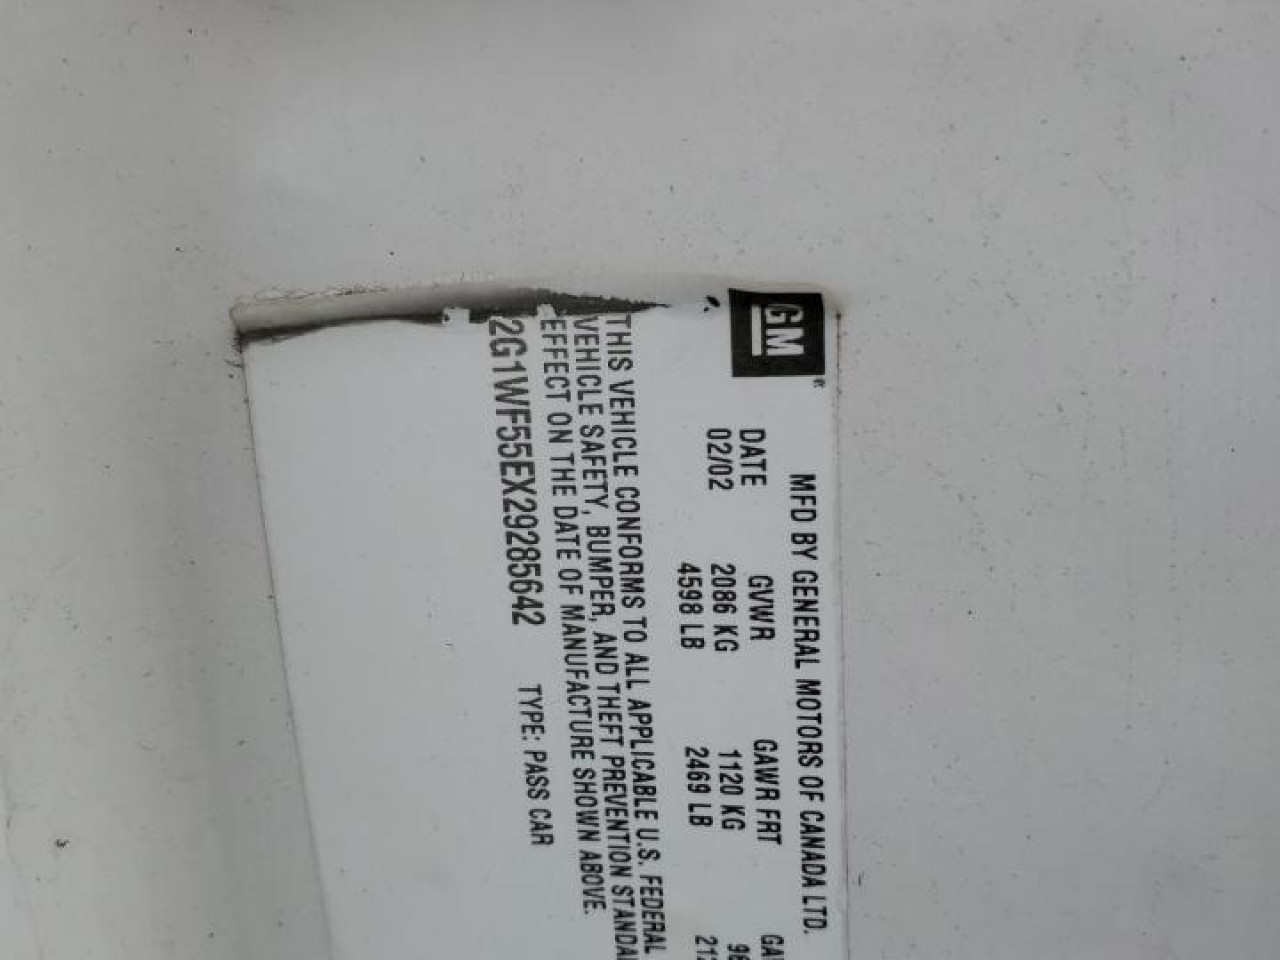 GM®
MFD BY GENERAL MOTORS OF CANADA LTD.
DATE GVWR GAWR FRT
02/02 2086 KG 1120 KG
4598 LB 2469 LB
THIS VEHICLE CONFORMS TO ALL APPLICABLE U.S. FEDERAL
VEHICLE SAFETY, BUMPER, AND THEFT PREVENTION
EFFECT ON THE DATE OF MANUFACTURE SHOWN ABOVE.
2G1WF55EX29285642 TYPE: PASS CAR